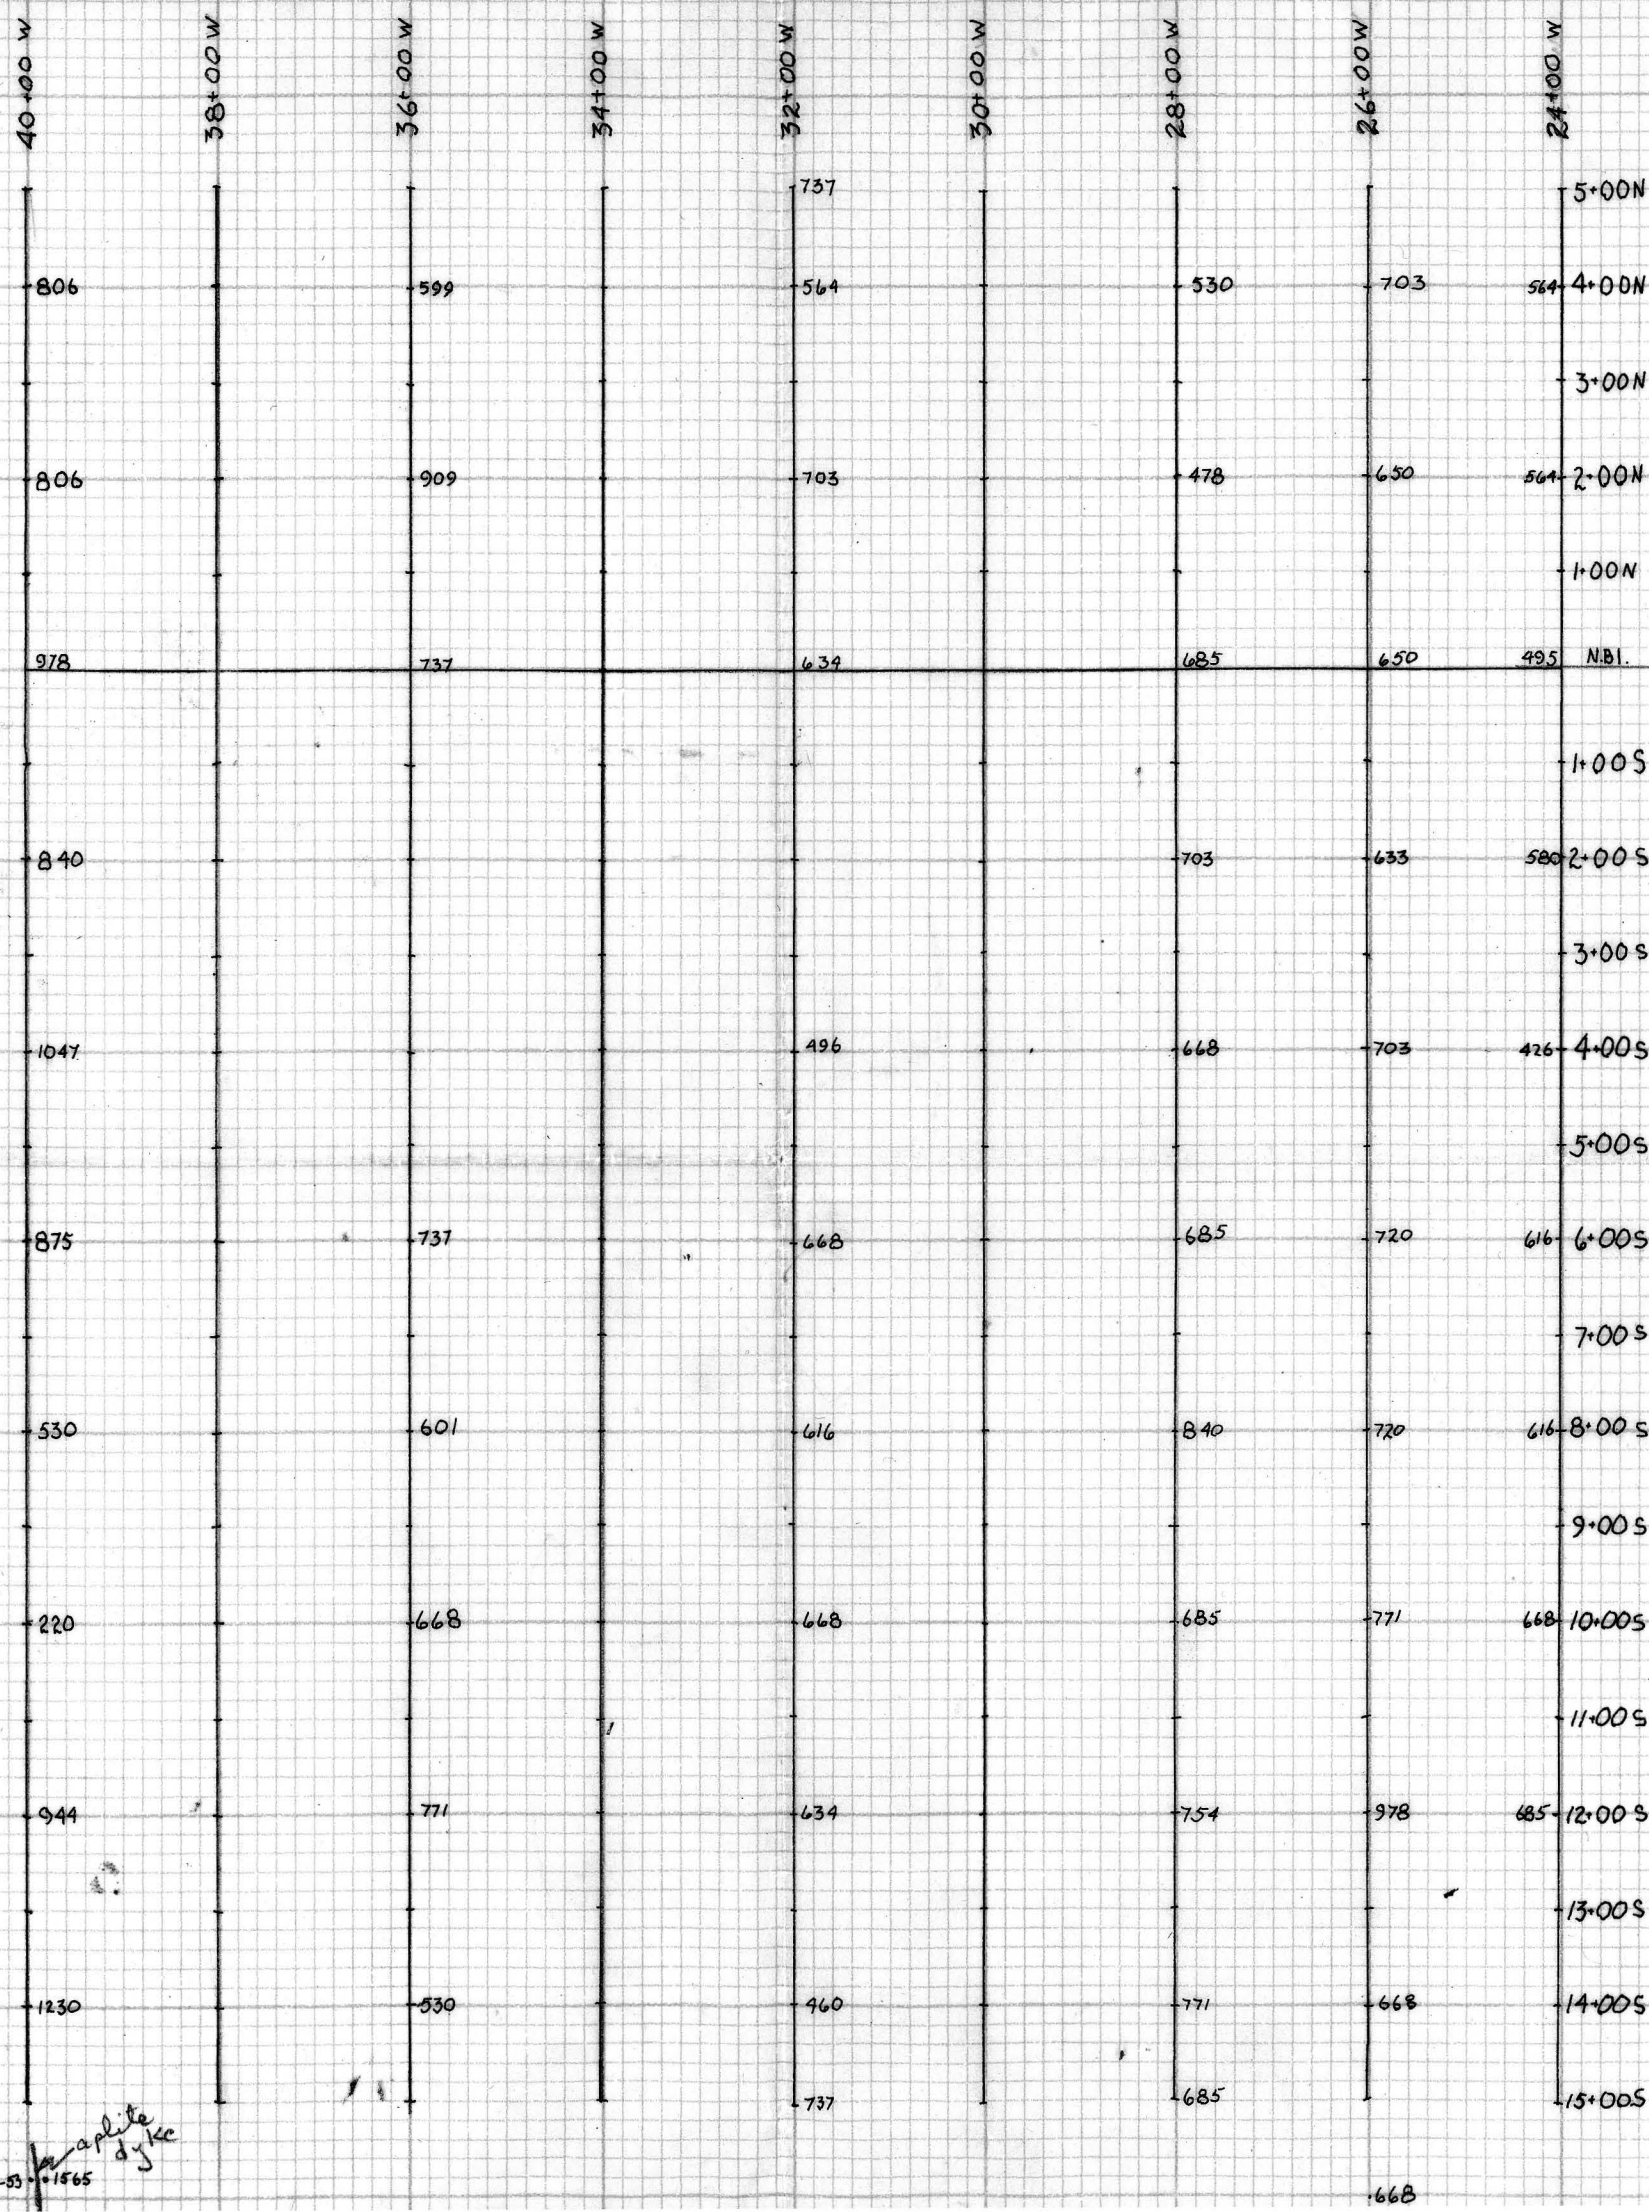 40+00 W 38+00 W 36+00 W 34+00 W 32+00 W 30+00 W 28+00 W 26+00 W 24+00 W
737 5+00N
806 599 564 530 703 564 4+00N
3+00N
806 909 703 478 650 564 2+00N
1+00N
978 737 634 685 650 495 N.Bl.
1+00S
840 703 633 580 2+00S
3+00S
1047 496 668 703 426 4+00S
5+00S
875 737 668 685 720 616 6+00S
7+00S
530 601 616 840 720 616 8+00S
9+00S
220 668 668 685 771 668 10+00S
11+00S
944 771 634 754 978 685 12+00S
13+00S
1230 530 460 771 668 14+00S
737 685 15+00S
aplite
dyke
53 1565
668